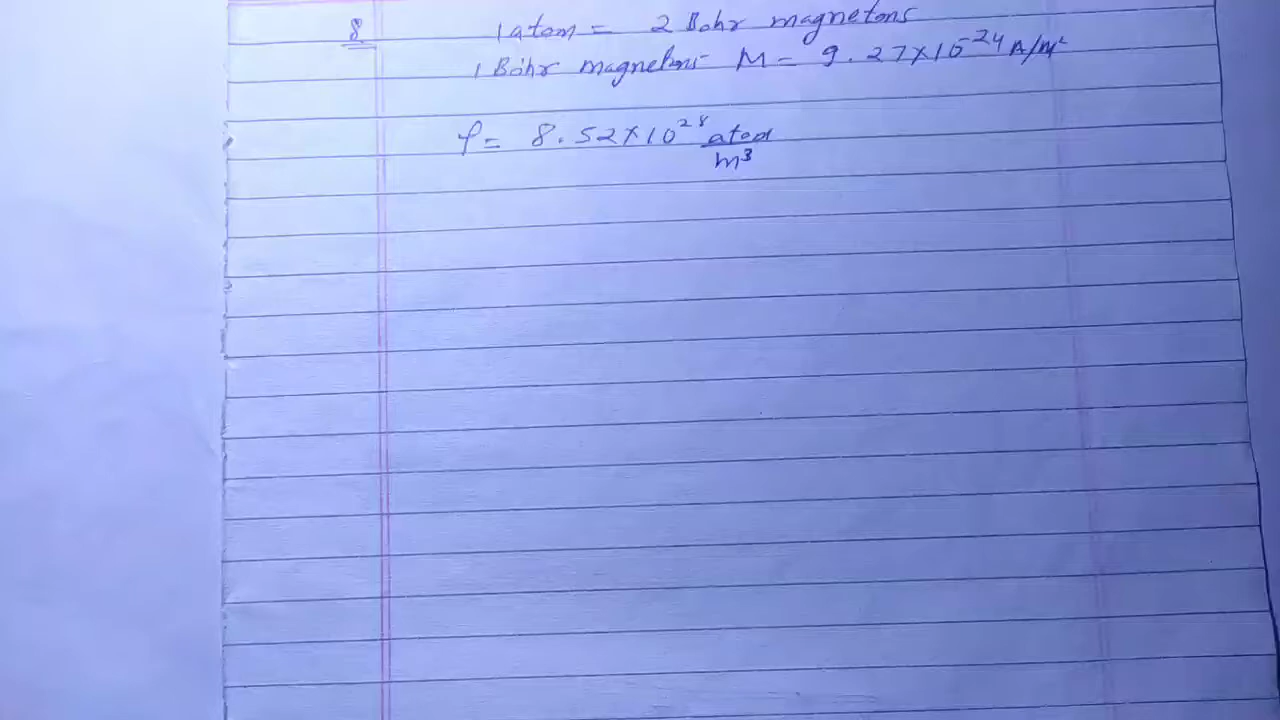 8 1 atom = 2 Bohr magnetons
1 Bohr magneton- M = 9.27×10⁻²⁴ A/m²
ρ = 8.52×10²⁸ atom/m³